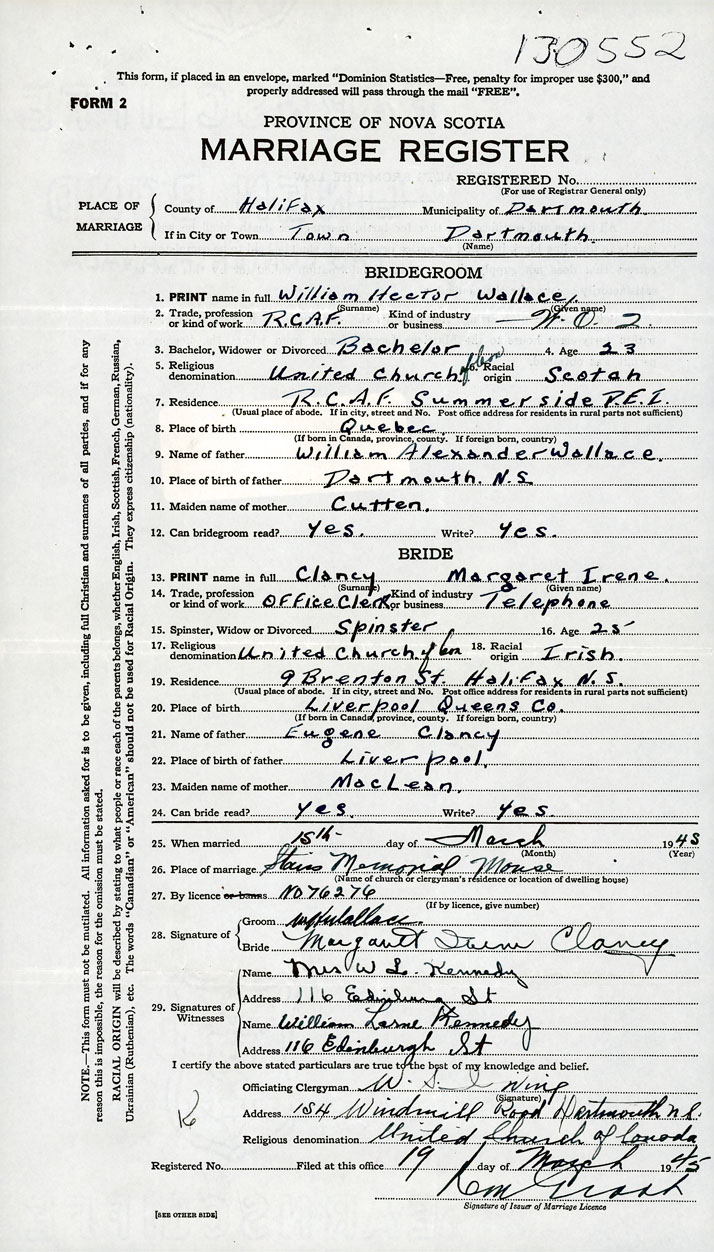 130552
This form, if placed in an envelope, marked "Dominion Statistics—Free, penalty for improper use $300," and
properly addressed will pass through the mail "FREE".
FORM 2
PROVINCE OF NOVA SCOTIA
MARRIAGE REGISTER
REGISTERED No.
(For use of Registrar General only)
PLACE OF MARRIAGE
County of Halifax Municipality of Dartmouth.
If in City or Town Town Dartmouth.
(Name)
BRIDEGROOM
1. PRINT name in full William Hector Wallace,
(Surname) (Given name)
2. Trade, profession or kind of work R.C.A.F. Kind of industry or business W.O. 2.
3. Bachelor, Widower or Divorced Bachelor 4. Age 23
5. Religious denomination United Church of Can 6. Racial origin Scotch
7. Residence R.C.A.F. Summerside P.E.I.
(Usual place of abode. If in city, street and No. Post office address for residents in rural parts not sufficient)
8. Place of birth Quebec
(If born in Canada, province, county. If foreign born, country)
9. Name of father William Alexander Wallace.
10. Place of birth of father Dartmouth. N.S.
11. Maiden name of mother Cutten.
12. Can bridegroom read? Yes. Write? Yes.
BRIDE
13. PRINT name in full Clancy Margaret Irene.
(Surname) (Given name)
14. Trade, profession or kind of work Office Clerk Kind of industry or business Telephone
15. Spinster, Widow or Divorced Spinster 16. Age 25
17. Religious denomination United Church of Can 18. Racial origin Irish.
19. Residence 9 Brenton St. Halifax N.S.
(Usual place of abode. If in city, street and No. Post office address for residents in rural parts not sufficient)
20. Place of birth Liverpool Queens Co.
(If born in Canada, province, county. If foreign born, country)
21. Name of father Eugene Clancy
22. Place of birth of father Liverpool.
23. Maiden name of mother MacLean.
24. Can bride read? Yes. Write? Yes.
25. When married 15th day of March 1945
(Month) (Year)
26. Place of marriage Stairs Memorial Manse
(Name of church or clergyman's residence or location of dwelling house)
27. By licence or banns NO 76276
(If by licence, give number)
28. Signature of
Groom WHWallace.
Bride Margaret Irene Clancy
29. Signatures of Witnesses
Name Mrs W L. Kennedy
Address 116 Edinburg St
Name William Lorne Kennedy
Address 116 Edinburgh St
I certify the above stated particulars are true to the best of my knowledge and belief.
Officiating Clergyman W.
(Signature)
Address 154 Windmill Road Dartmouth N.S.
Religious denomination United Church of Canada
Registered No. Filed at this office 19 day of March 1945
Signature of Issuer of Marriage Licence
[SEE OTHER SIDE]
NOTE.—This form must not be mutilated. All information asked for is to be given, including full Christian and surnames of all parties, and if for any
reason this is impossible, the reason for the omission must be stated.
RACIAL ORIGIN will be described by stating to what people or race each of the parents belongs, whether English, Irish, Scottish, French, German, Russian,
Ukrainian (Ruthenian), etc. The words "Canadian" or "American" should not be used for Racial Origin. They express citizenship (nationality).